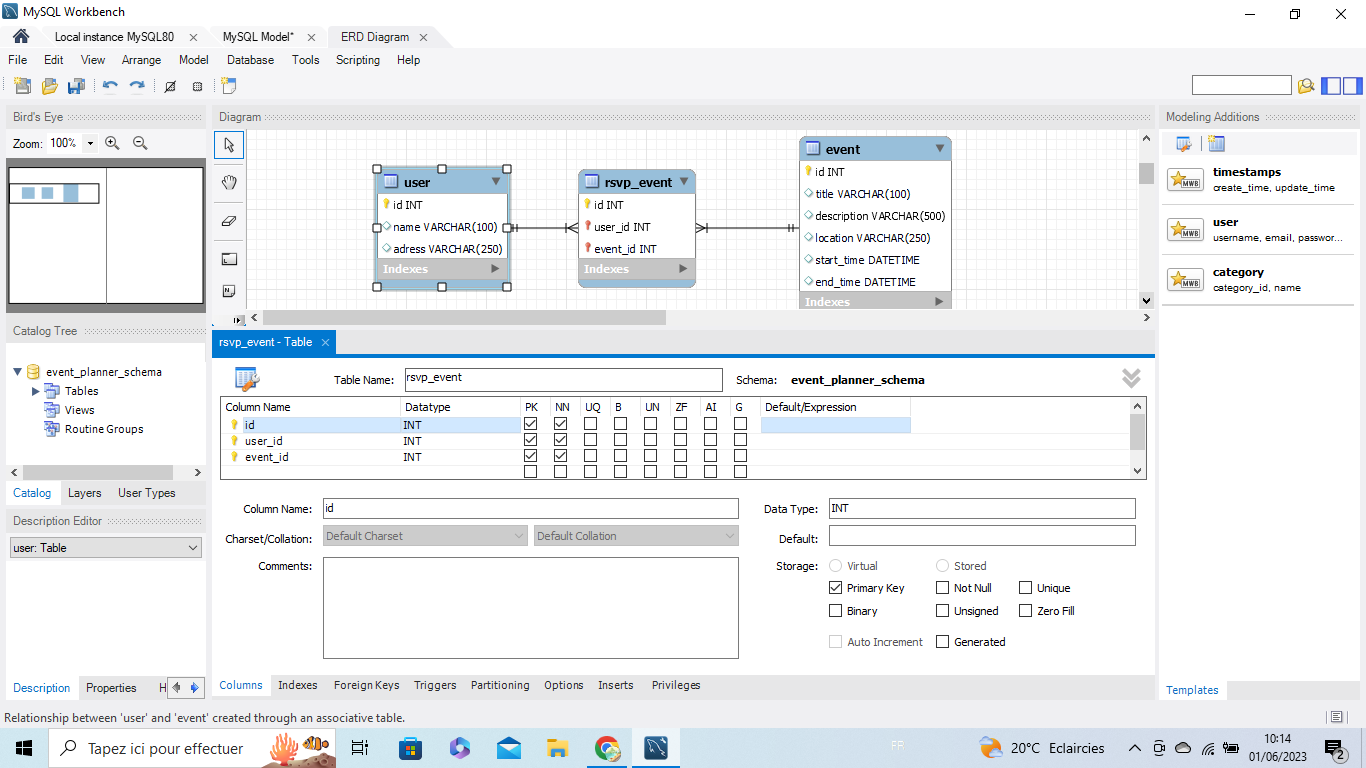 MySQL Workbench
Local instance MySQL80
MySQL Model*
ERD Diagram
File Edit View Arrange Model Database Tools Scripting Help
Bird's Eye
Diagram
Modeling Additions
Zoom: 100%
user
id INT
name VARCHAR(100)
adress VARCHAR(250)
Indexes
rsvp_event
id INT
user_id INT
event_id INT
Indexes
event
id INT
title VARCHAR(100)
description VARCHAR(500)
location VARCHAR(250)
start_time DATETIME
end_time DATETIME
Indexes
MWB
timestamps
create_time, update_time
MWB
user
username, email, passwor...
MWB
category
category_id, name
Catalog Tree
event_planner_schema
Tables
Views
Routine Groups
Catalog Layers User Types
Description Editor
user: Table
Description Properties H
rsvp_event - Table
Table Name: rsvp_event Schema: event_planner_schema
Column Name Datatype PK NN UQ B UN ZF AI G Default/Expression
id INT
user_id INT
event_id INT
Column Name: id Data Type: INT
Charset/Collation: Default Charset Default Collation Default:
Comments: Storage: Virtual Stored
Primary Key Not Null Unique
Binary Unsigned Zero Fill
Auto Increment Generated
Columns Indexes Foreign Keys Triggers Partitioning Options Inserts Privileges
Templates
Relationship between 'user' and 'event' created through an associative table.
Tapez ici pour effectuer
FR
20°C Eclaircies
10:14
01/06/2023
2